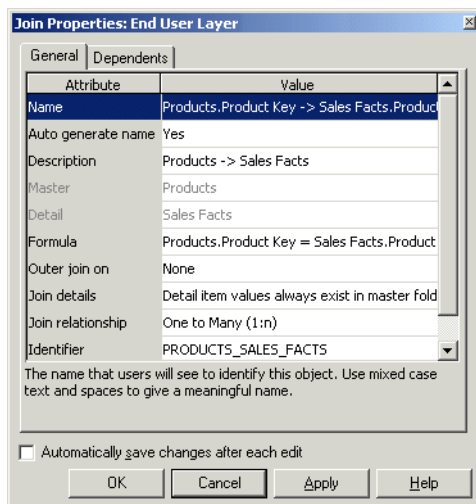 Join Properties: End User Layer
General Dependents
Attribute Value
Name Products.Product Key -> Sales Facts.Product
Auto generate name Yes
Description Products -> Sales Facts
Master Products
Detail Sales Facts
Formula Products.Product Key = Sales Facts.Product
Outer join on None
Join details Detail item values always exist in master fold
Join relationship One to Many (1:n)
Identifier PRODUCTS_SALES_FACTS
The name that users will see to identify this object. Use mixed case
text and spaces to give a meaningful name.
Automatically save changes after each edit
OK Cancel Apply Help